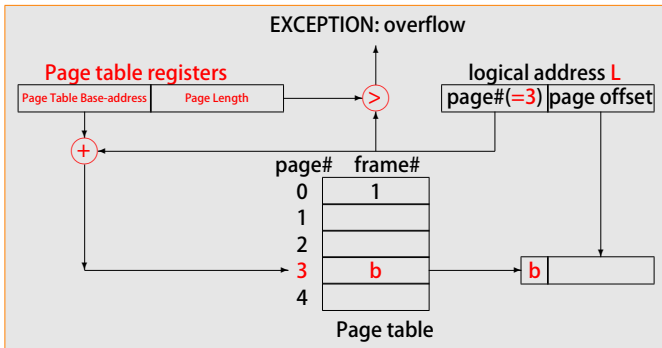 EXCEPTION: overflow
Page table registers
logical address L
Page Table Base-address Page Length
>
page#(=3) page offset
+
page# frame#
0 1
1
2
3 b
b
4
Page table